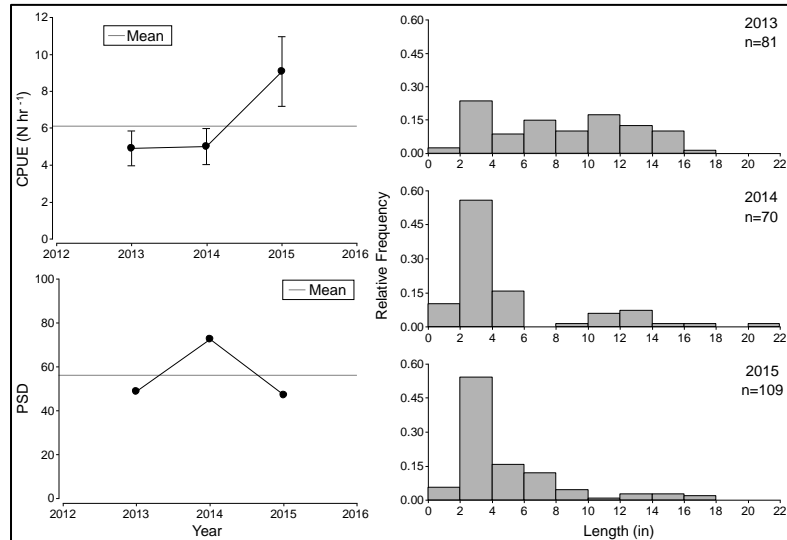 Mean
CPUE (N hr -1)
12
10
8
6
4
2
0
2012 2013 2014 2015 2016
Mean
PSD
100
80
60
40
20
0
2012 2013 2014 2015 2016
Year
Relative Frequency
2013
n=81
0.60
0.45
0.30
0.15
0.00
0 2 4 6 8 10 12 14 16 18 20 22
2014
n=70
0.60
0.45
0.30
0.15
0.00
0 2 4 6 8 10 12 14 16 18 20 22
2015
n=109
0.60
0.45
0.30
0.15
0.00
0 2 4 6 8 10 12 14 16 18 20 22
Length (in)